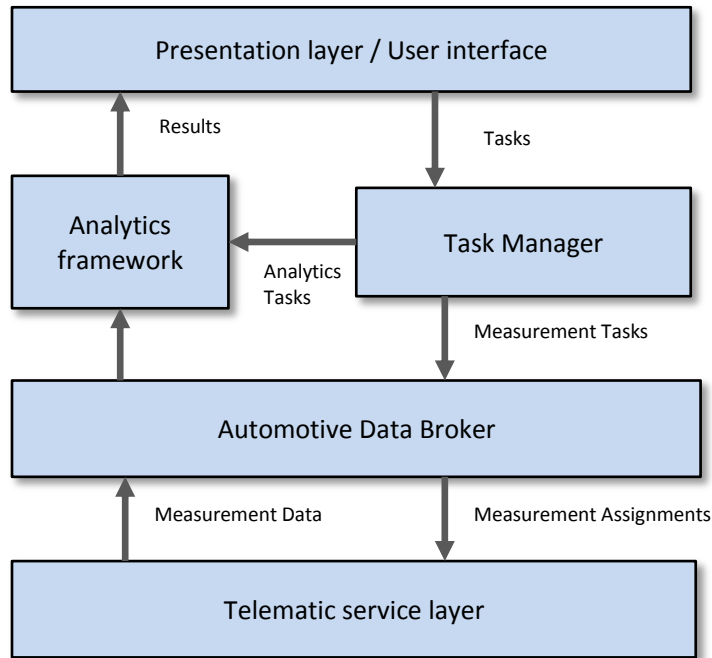 Presentation layer / User interface
Results
Tasks
Analytics
framework
Task Manager
Analytics
Tasks
Measurement Tasks
Automotive Data Broker
Measurement Data
Measurement Assignments
Telematic service layer